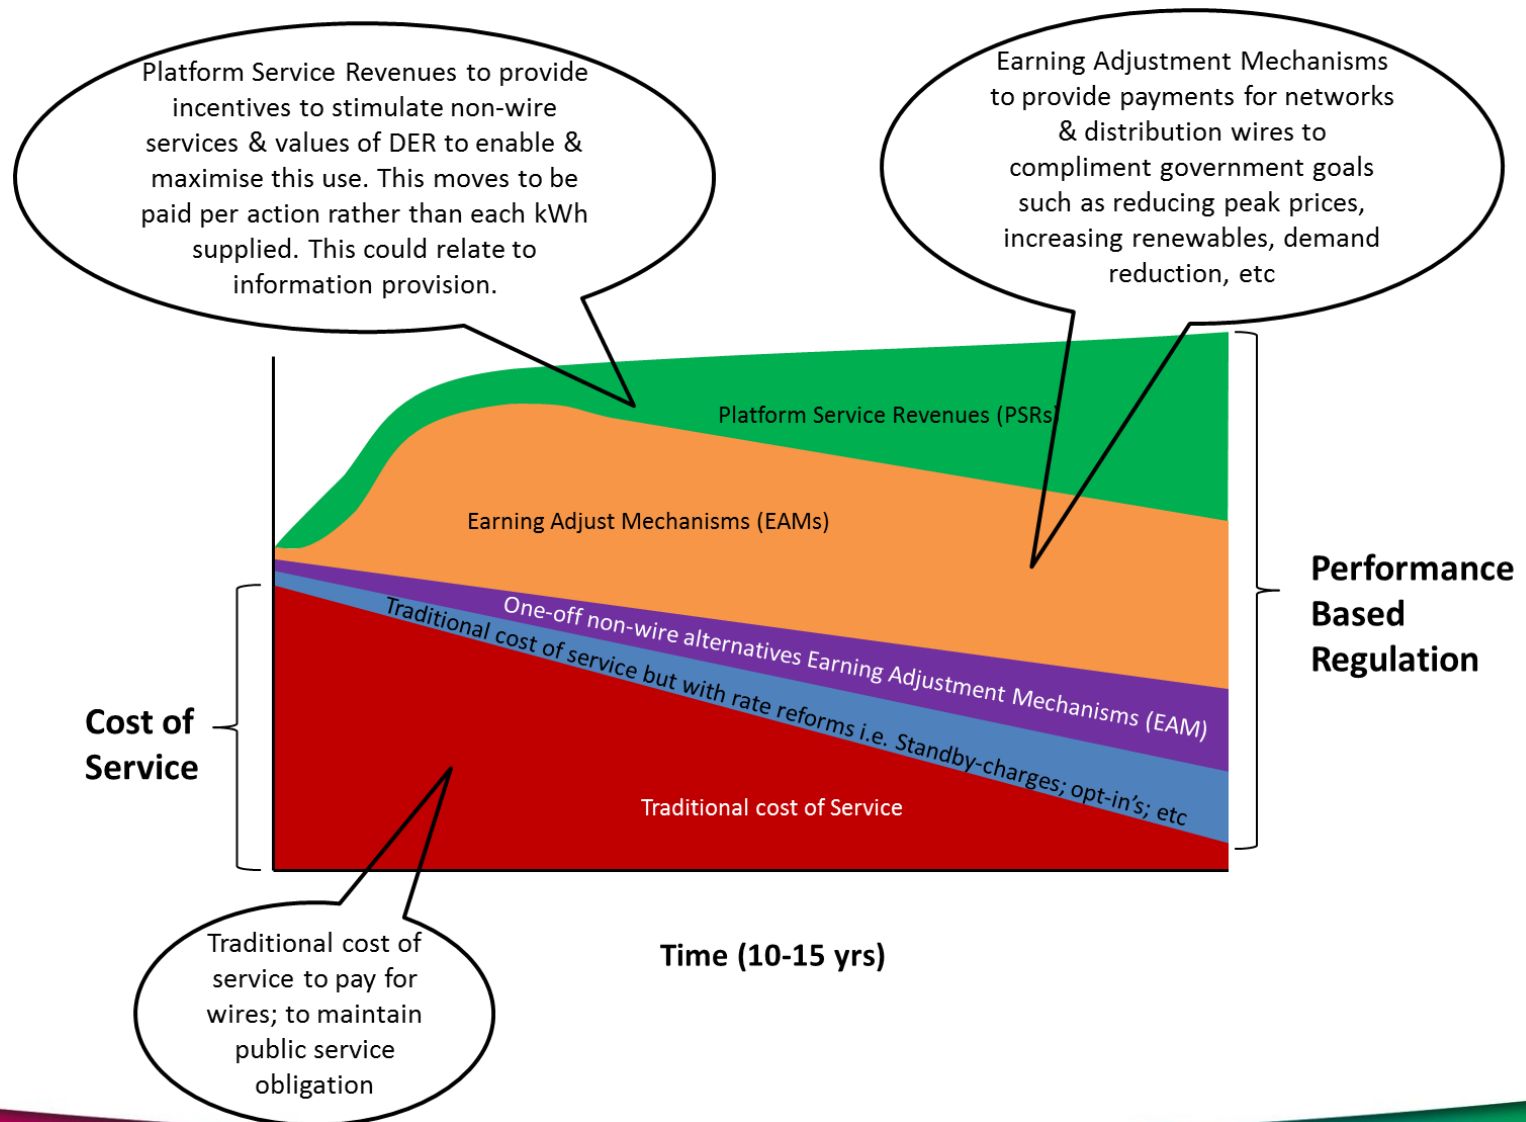 Platform Service Revenues to provide
incentives to stimulate non-wire
services & values of DER to enable &
maximise this use. This moves to be
paid per action rather than each kWh
supplied. This could relate to
information provision.
Earning Adjustment Mechanisms
to provide payments for networks
& distribution wires to
compliment government goals
such as reducing peak prices,
increasing renewables, demand
reduction, etc
Platform Service Revenues (PSRs)
Earning Adjust Mechanisms (EAMs)
One-off non-wire alternatives Earning Adjustment Mechanisms (EAM)
Traditional cost of service but with rate reforms i.e. Standby-charges; opt-in's; etc
Traditional cost of Service
Performance
Based
Regulation
Cost of
Service
Time (10-15 yrs)
Traditional cost of
service to pay for
wires; to maintain
public service
obligation